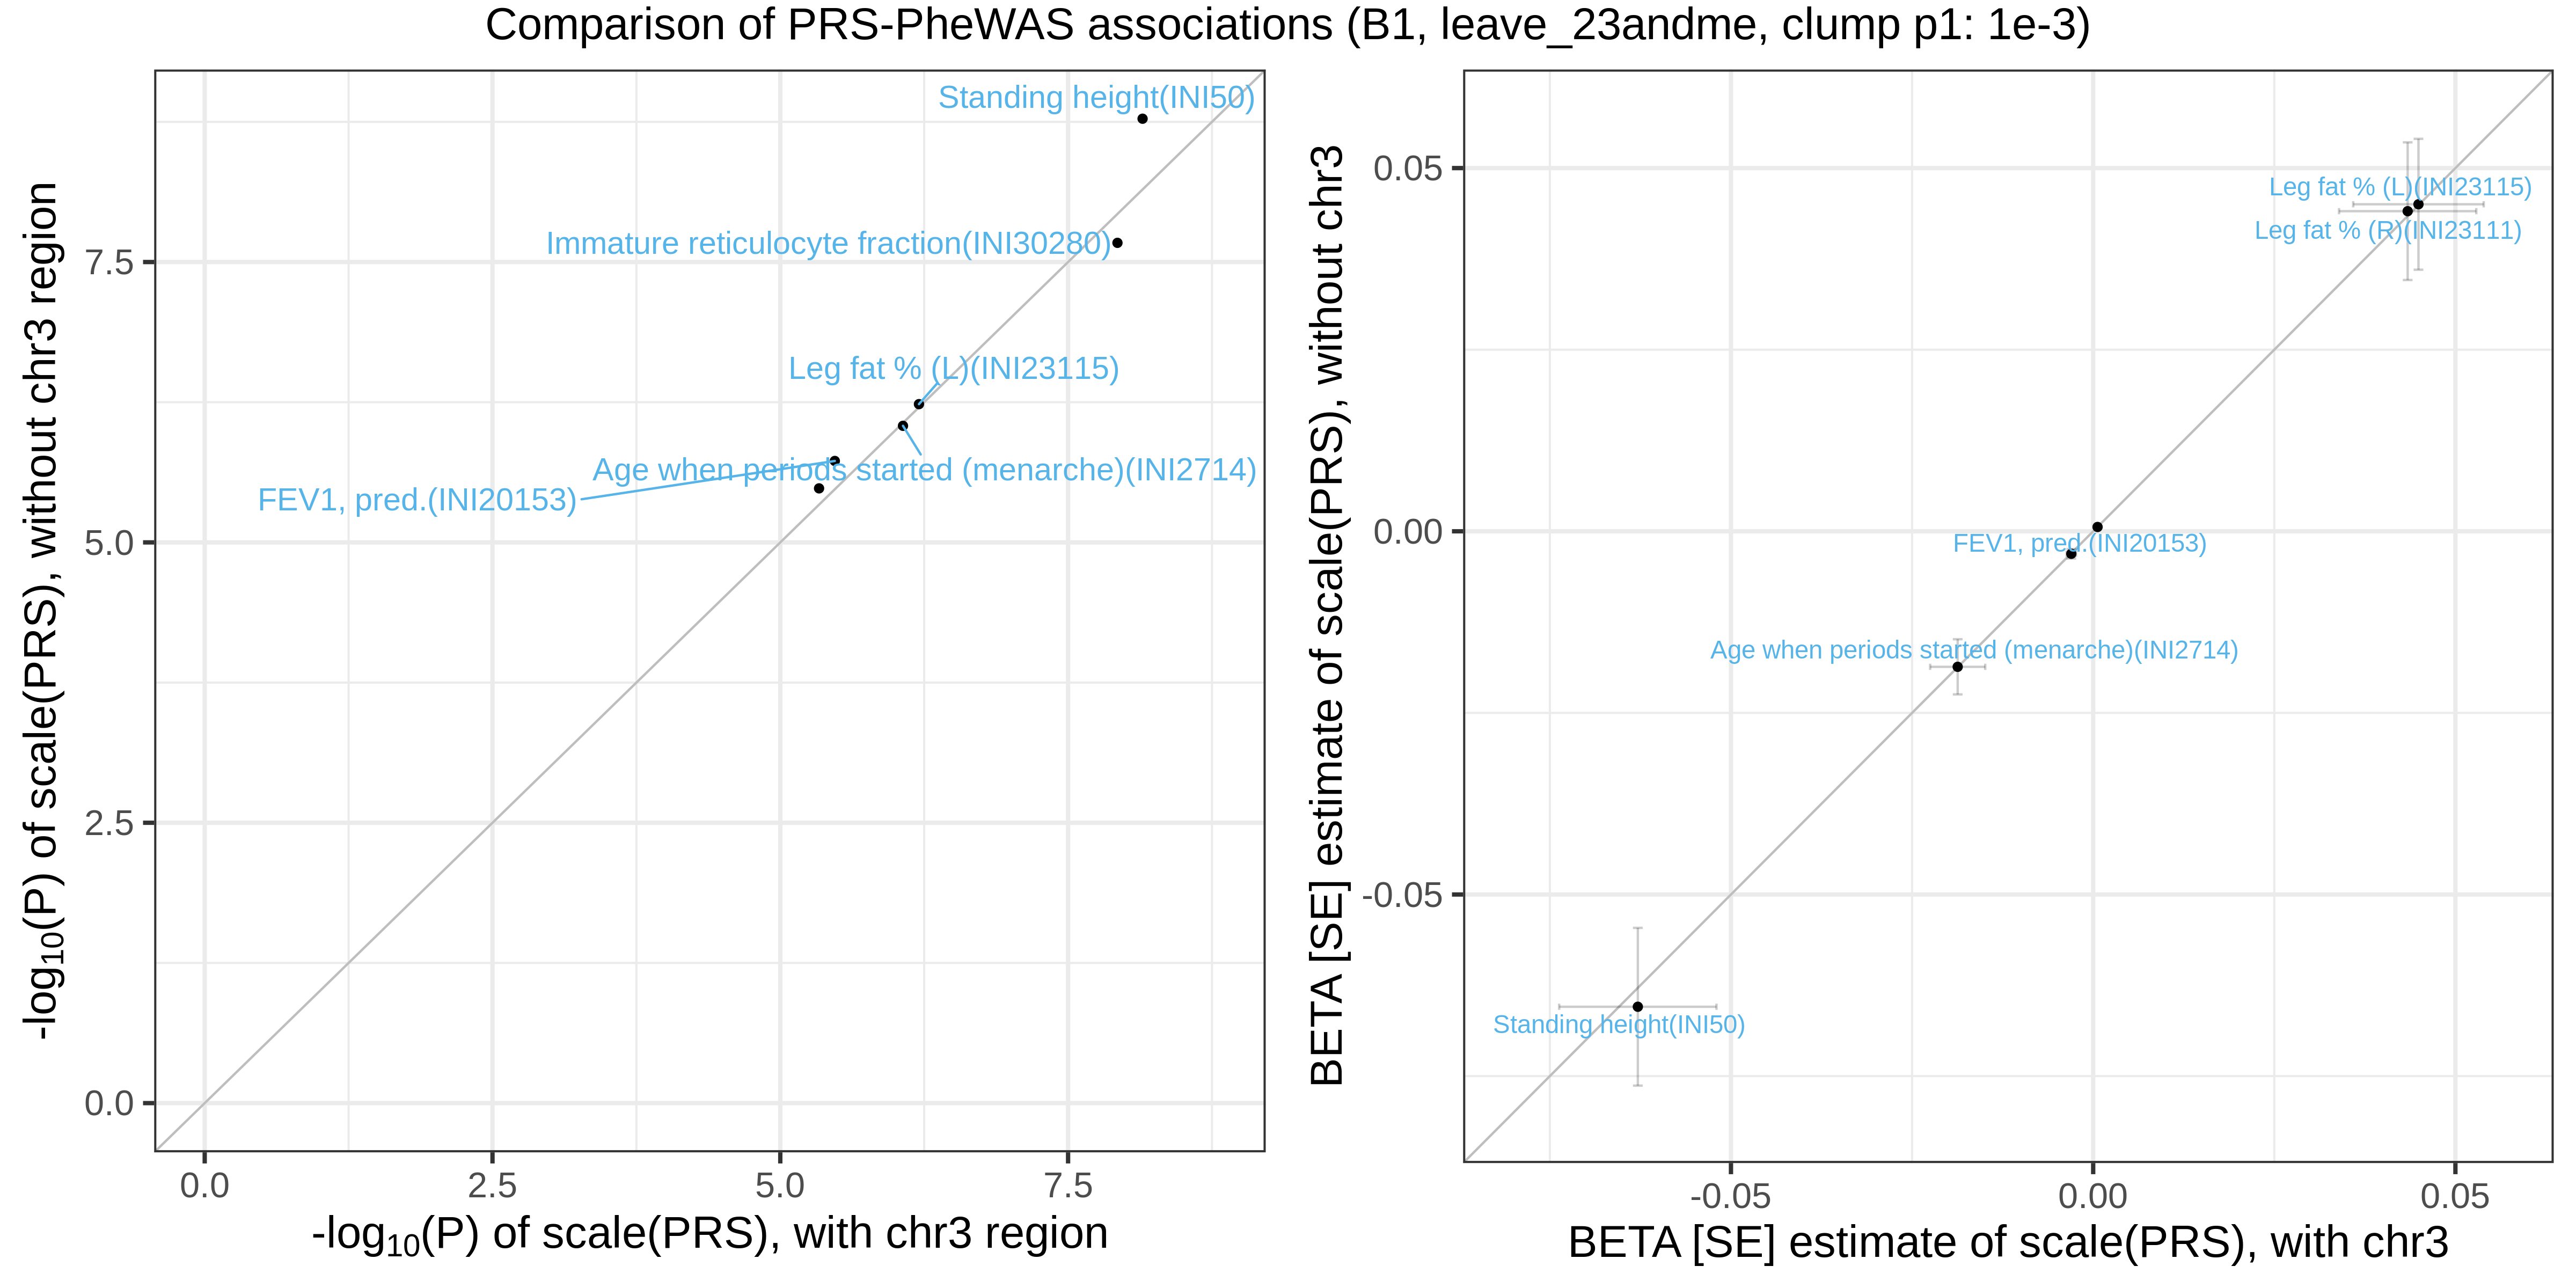 Comparison of PRS-PheWAS associations (B1, leave_23andme, clump p1: 1e-3)
-log10(P) of scale(PRS), without chr3 region
7.5
5.0
2.5
0.0
Standing height(INI50)
Immature reticulocyte fraction(INI30280)
Leg fat % (L)(INI23115)
Age when periods started (menarche)(INI2714)
FEV1, pred.(INI20153)
0.0 2.5 5.0 7.5
-log10(P) of scale(PRS), with chr3 region
BETA [SE] estimate of scale(PRS), without chr3
0.05
0.00
-0.05
Leg fat % (L)(INI23115)
Leg fat % (R)(INI23111)
FEV1, pred.(INI20153)
Age when periods started (menarche)(INI2714)
Standing height(INI50)
-0.05 0.00 0.05
BETA [SE] estimate of scale(PRS), with chr3